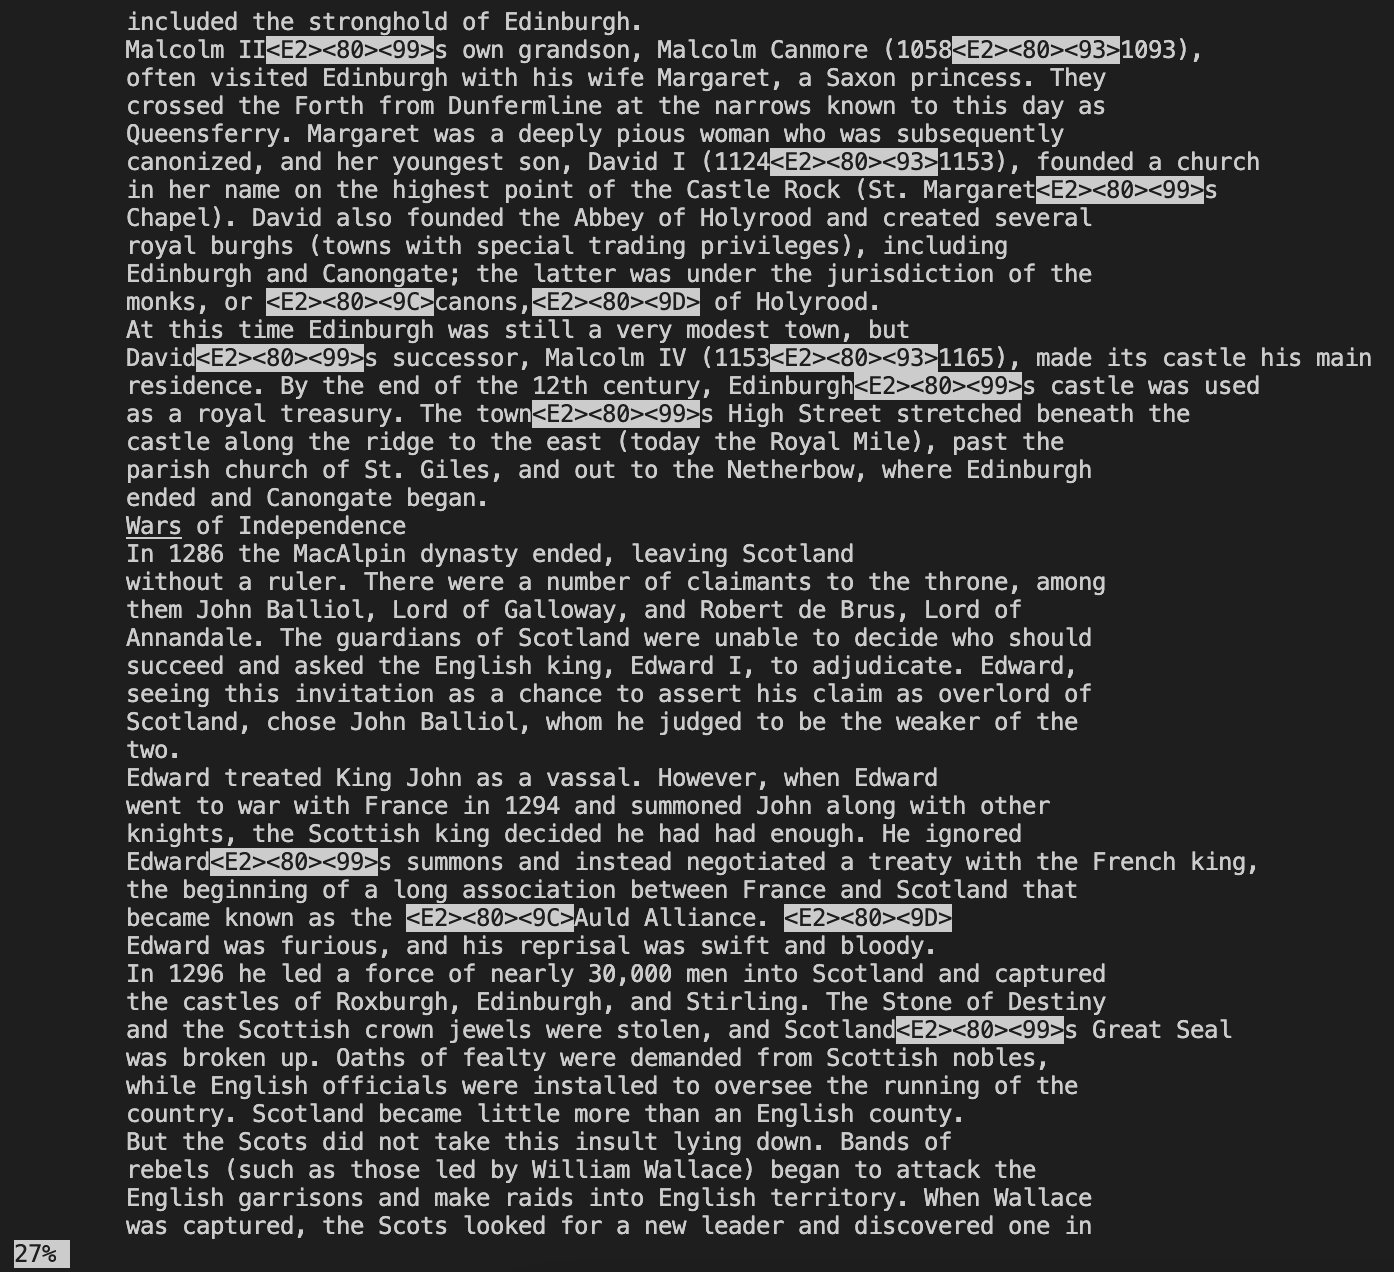 included the stronghold of Edinburgh.
Malcolm II<E2><80><99>s own grandson, Malcolm Canmore (1058<E2><80><93>1093),
often visited Edinburgh with his wife Margaret, a Saxon princess. They
crossed the Forth from Dunfermline at the narrows known to this day as
Queensferry. Margaret was a deeply pious woman who was subsequently
canonized, and her youngest son, David I (1124<E2><80><93>1153), founded a church
in her name on the highest point of the Castle Rock (St. Margaret<E2><80><99>s
Chapel). David also founded the Abbey of Holyrood and created several
royal burghs (towns with special trading privileges), including
Edinburgh and Canongate; the latter was under the jurisdiction of the
monks, or <E2><80><9C>canons,<E2><80><9D> of Holyrood.
At this time Edinburgh was still a very modest town, but
David<E2><80><99>s successor, Malcolm IV (1153<E2><80><93>1165), made its castle his main
residence. By the end of the 12th century, Edinburgh<E2><80><99>s castle was used
as a royal treasury. The town<E2><80><99>s High Street stretched beneath the
castle along the ridge to the east (today the Royal Mile), past the
parish church of St. Giles, and out to the Netherbow, where Edinburgh
ended and Canongate began.
Wars of Independence
In 1286 the MacAlpin dynasty ended, leaving Scotland
without a ruler. There were a number of claimants to the throne, among
them John Balliol, Lord of Galloway, and Robert de Brus, Lord of
Annandale. The guardians of Scotland were unable to decide who should
succeed and asked the English king, Edward I, to adjudicate. Edward,
seeing this invitation as a chance to assert his claim as overlord of
Scotland, chose John Balliol, whom he judged to be the weaker of the
two.
Edward treated King John as a vassal. However, when Edward
went to war with France in 1294 and summoned John along with other
knights, the Scottish king decided he had had enough. He ignored
Edward<E2><80><99>s summons and instead negotiated a treaty with the French king,
the beginning of a long association between France and Scotland that
became known as the <E2><80><9C>Auld Alliance. <E2><80><9D>
Edward was furious, and his reprisal was swift and bloody.
In 1296 he led a force of nearly 30,000 men into Scotland and captured
the castles of Roxburgh, Edinburgh, and Stirling. The Stone of Destiny
and the Scottish crown jewels were stolen, and Scotland<E2><80><99>s Great Seal
was broken up. Oaths of fealty were demanded from Scottish nobles,
while English officials were installed to oversee the running of the
country. Scotland became little more than an English county.
But the Scots did not take this insult lying down. Bands of
rebels (such as those led by William Wallace) began to attack the
English garrisons and make raids into English territory. When Wallace
was captured, the Scots looked for a new leader and discovered one in
27%